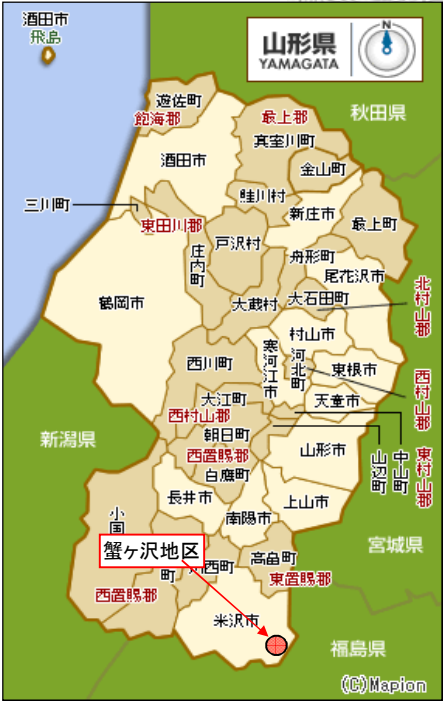 酒田市
飛島
山形県
YAMAGATA
N
秋田県
遊佐町
飽海郡
最上郡
真室川町
酒田市
金山町
鮭川村
三川町
新庄市
東田川郡
最上町
庄内町
戸沢村
舟形町
尾花沢市
鶴岡市
大蔵村
大石田町
北村山郡
村山市
西川町
寒河江市
河北町
東根市
西村山郡
大江町
天童市
西村山郡
朝日町
山形市
山辺町
中山町
東村山郡
新潟県
西置賜郡
白鷹町
長井市
上山市
小国
南陽市
宮城県
蟹ヶ沢地区
高畠町
町
西町
東置賜郡
西置賜郡
米沢市
福島県
(C)Mapion